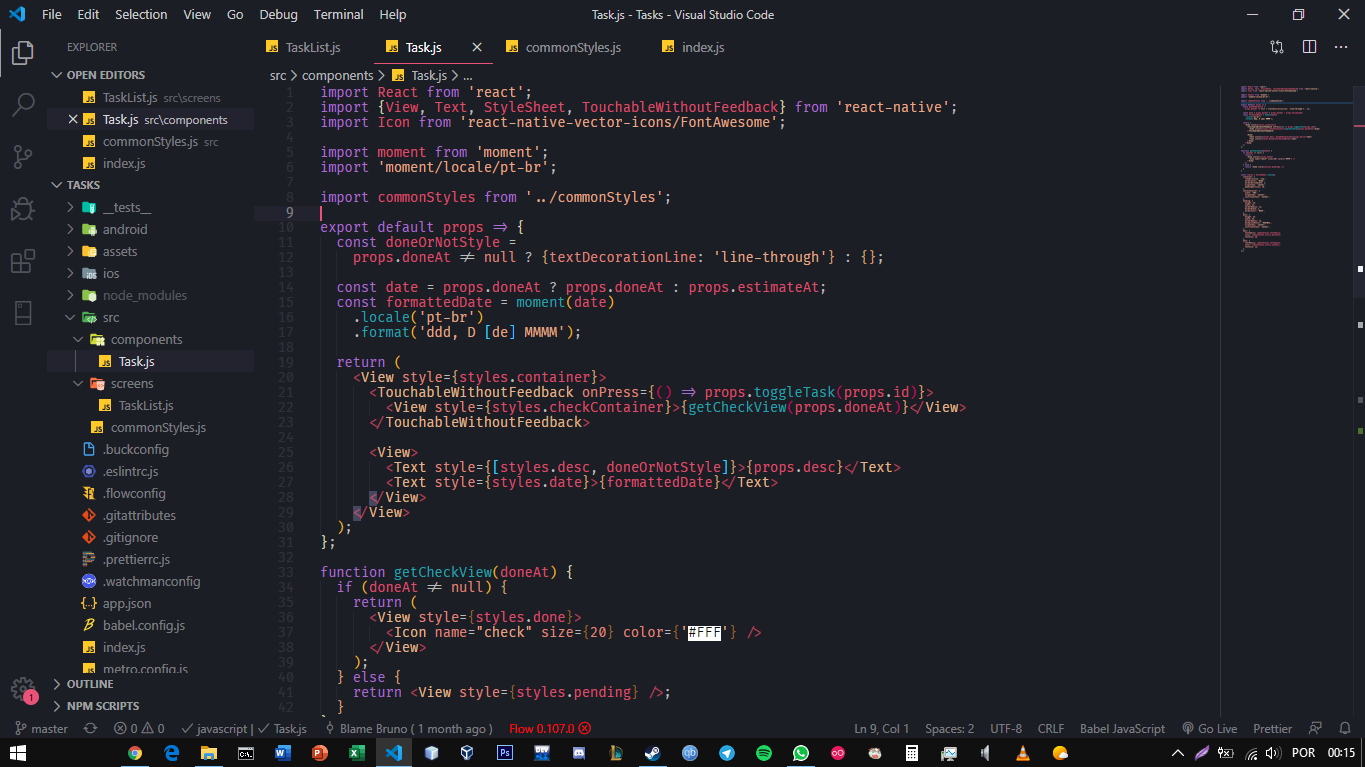 File Edit Selection View Go Debug Terminal Help Task.js - Tasks - Visual Studio Code
EXPLORER
OPEN EDITORS
TaskList.js src\screens
Task.js src\components
commonStyles.js src
index.js
TASKS
__tests__
android
assets
ios
node_modules
src
components
Task.js
screens
TaskList.js
commonStyles.js
.buckconfig
.eslintrc.js
.flowconfig
.gitattributes
.gitignore
.prettierrc.js
.watchmanconfig
app.json
babel.config.js
index.js
metro.config.js
OUTLINE
NPM SCRIPTS
TaskList.js Task.js commonStyles.js index.js
src > components > Task.js > ...
1 import React from 'react';
2 import {View, Text, StyleSheet, TouchableWithoutFeedback} from 'react-native';
3 import Icon from 'react-native-vector-icons/FontAwesome';
4
5 import moment from 'moment';
6 import 'moment/locale/pt-br';
7
8 import commonStyles from '../commonStyles';
9
10 export default props => {
11 const doneOrNotStyle =
12 props.doneAt != null ? {textDecorationLine: 'line-through'} : {};
13
14 const date = props.doneAt ? props.doneAt : props.estimateAt;
15 const formattedDate = moment(date)
16 .locale('pt-br')
17 .format('ddd, D [de] MMMM');
18
19 return (
20 <View style={styles.container}>
21 <TouchableWithoutFeedback onPress={() => props.toggleTask(props.id)}>
22 <View style={styles.checkContainer}>{getCheckView(props.doneAt)}</View>
23 </TouchableWithoutFeedback>
24
25 <View>
26 <Text style={[styles.desc, doneOrNotStyle]}>{props.desc}</Text>
27 <Text style={styles.date}>{formattedDate}</Text>
28 </View>
29 </View>
30 );
31 };
32
33 function getCheckView(doneAt) {
34 if (doneAt != null) {
35 return (
36 <View style={styles.done}>
37 <Icon name="check" size={20} color={'#FFF'} />
38 </View>
39 );
40 } else {
41 return <View style={styles.pending} />;
42 }
1
master 0 0 javascript | Task.js Blame Bruno ( 1 month ago ) Flow 0.107.0 Ln 9, Col 1 Spaces: 2 UTF-8 CRLF Babel JavaScript Go Live Prettier
POR 00:15